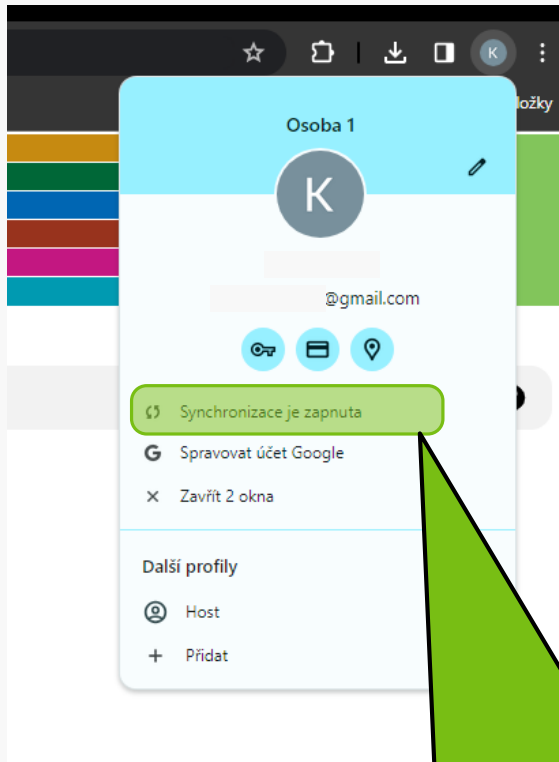 K
ložky
Osoba 1
K
@gmail.com
Synchronizace je zapnuta
G Spravovat účet Google
Zavřít 2 okna
Další profily
Host
Přidat